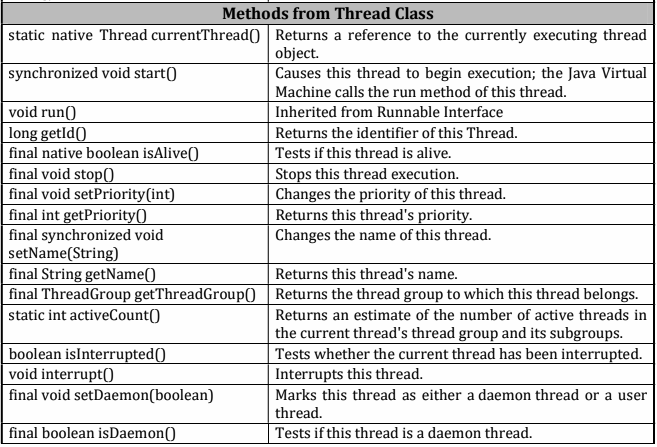 Methods from Thread Class
static native Thread currentThread()
Returns a reference to the currently executing thread
object.
synchronized void start()
Causes this thread to begin execution; the Java Virtual
Machine calls the run method of this thread.
void run()
Inherited from Runnable Interface
long getId()
Returns the identifier of this Thread.
final native boolean isAlive()
Tests if this thread is alive.
final void stop()
Stops this thread execution.
final void setPriority(int)
Changes the priority of this thread.
final int getPriority()
Returns this thread's priority.
final synchronized void
setName(String)
Changes the name of this thread.
final String getName()
Returns this thread's name.
final ThreadGroup getThreadGroup()
Returns the thread group to which this thread belongs.
static int activeCount()
Returns an estimate of the number of active threads in
the current thread's thread group and its subgroups.
boolean isInterrupted()
Tests whether the current thread has been interrupted.
void interrupt()
Interrupts this thread.
final void setDaemon(boolean)
Marks this thread as either a daemon thread or a user
thread.
final boolean isDaemon()
Tests if this thread is a daemon thread.